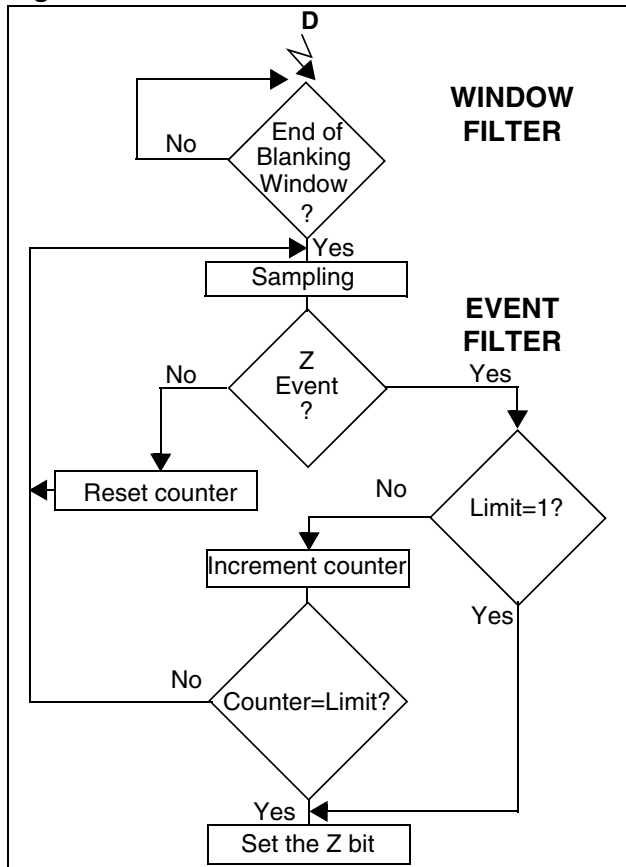 D
WINDOW
FILTER
End of
Blanking
Window
?
No
Yes
Sampling
EVENT
FILTER
Z
Event
?
No
Yes
Reset counter
Limit=1?
No
Increment counter
Yes
No
Counter=Limit?
Yes
Set the Z bit